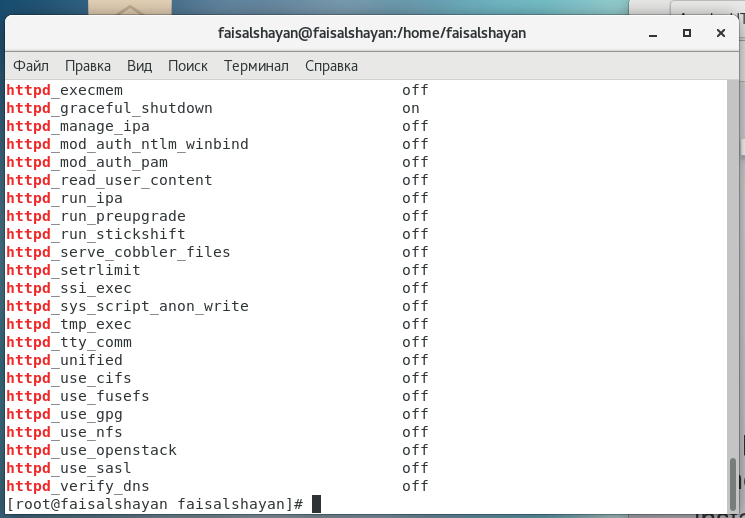 faisalshayan@faisalshayan:/home/faisalshayan
Файл Правка Вид Поиск Терминал Справка
httpd_execmem off
httpd_graceful_shutdown on
httpd_manage_ipa off
httpd_mod_auth_ntlm_winbind off
httpd_mod_auth_pam off
httpd_read_user_content off
httpd_run_ipa off
httpd_run_preupgrade off
httpd_run_stickshift off
httpd_serve_cobbler_files off
httpd_setrlimit off
httpd_ssi_exec off
httpd_sys_script_anon_write off
httpd_tmp_exec off
httpd_tty_comm off
httpd_unified off
httpd_use_cifs off
httpd_use_fusefs off
httpd_use_gpg off
httpd_use_nfs off
httpd_use_openstack off
httpd_use_sasl off
httpd_verify_dns off
[root@faisalshayan faisalshayan]#